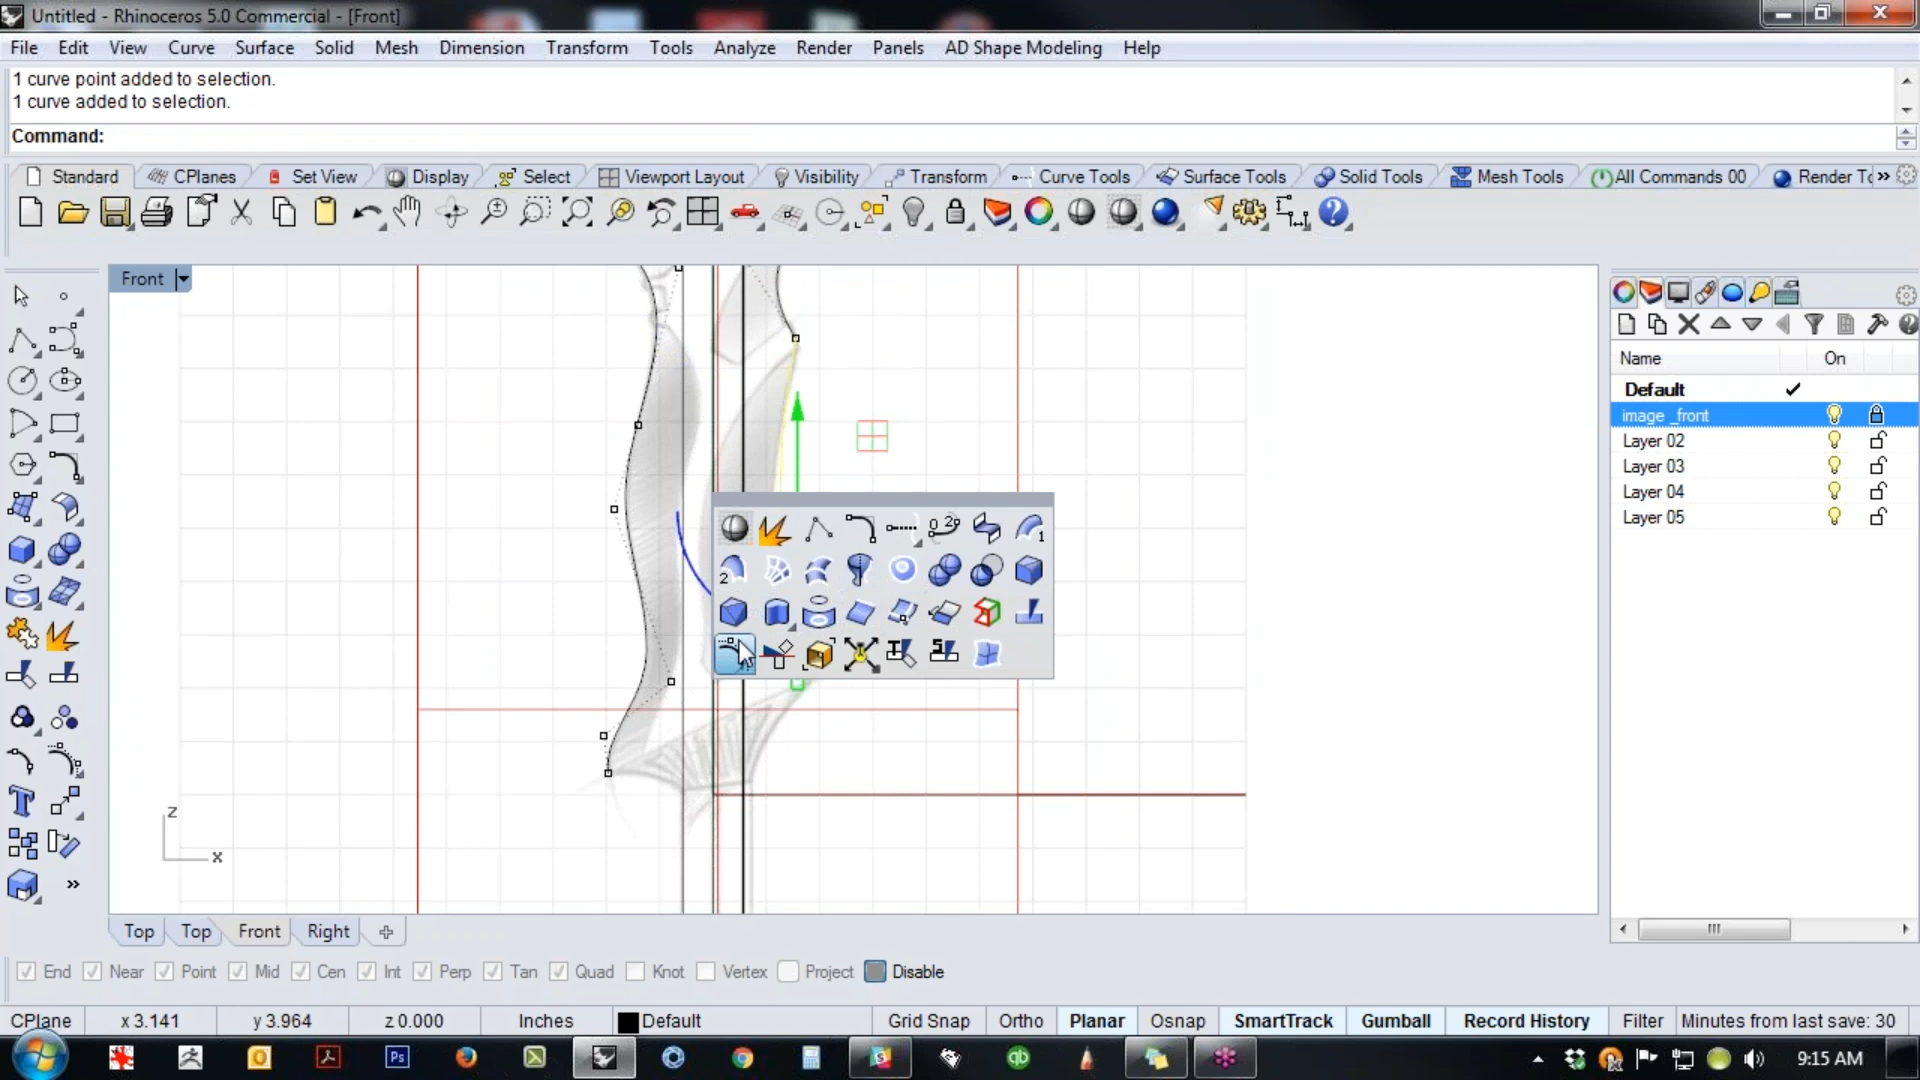 Untitled - Rhinoceros 5.0 Commercial - [Front]
File Edit View Curve Surface Solid Mesh Dimension Transform Tools Analyze Render Panels AD Shape Modeling Help
1 curve point added to selection.
1 curve added to selection.
Command:
Standard CPlanes Set View Display Select Viewport Layout Visibility Transform Curve Tools Surface Tools Solid Tools Mesh Tools All Commands 00 Render To
Front
Name On
Default
image_front
Layer 02
Layer 03
Layer 04
Layer 05
z
x
Top Top Front Right
End Near Point Mid Cen Int Perp Tan Quad Knot Vertex Project Disable
CPlane x 3.141 y 3.964 z 0.000 Inches Default Grid Snap Ortho Planar Osnap SmartTrack Gumball Record History Filter Minutes from last save: 30
9:15 AM